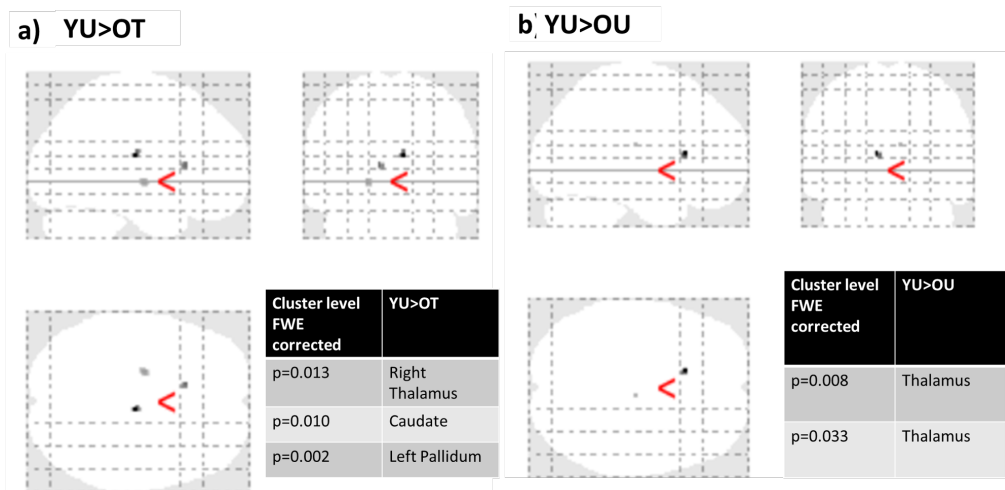 a) YU>OT
b) YU>OU
Cluster level YU>OT
FWE
corrected
p=0.013 Right
Thalamus
p=0.010 Caudate
p=0.002 Left Pallidum
Cluster level YU>OU
FWE
corrected
p=0.008 Thalamus
p=0.033 Thalamus